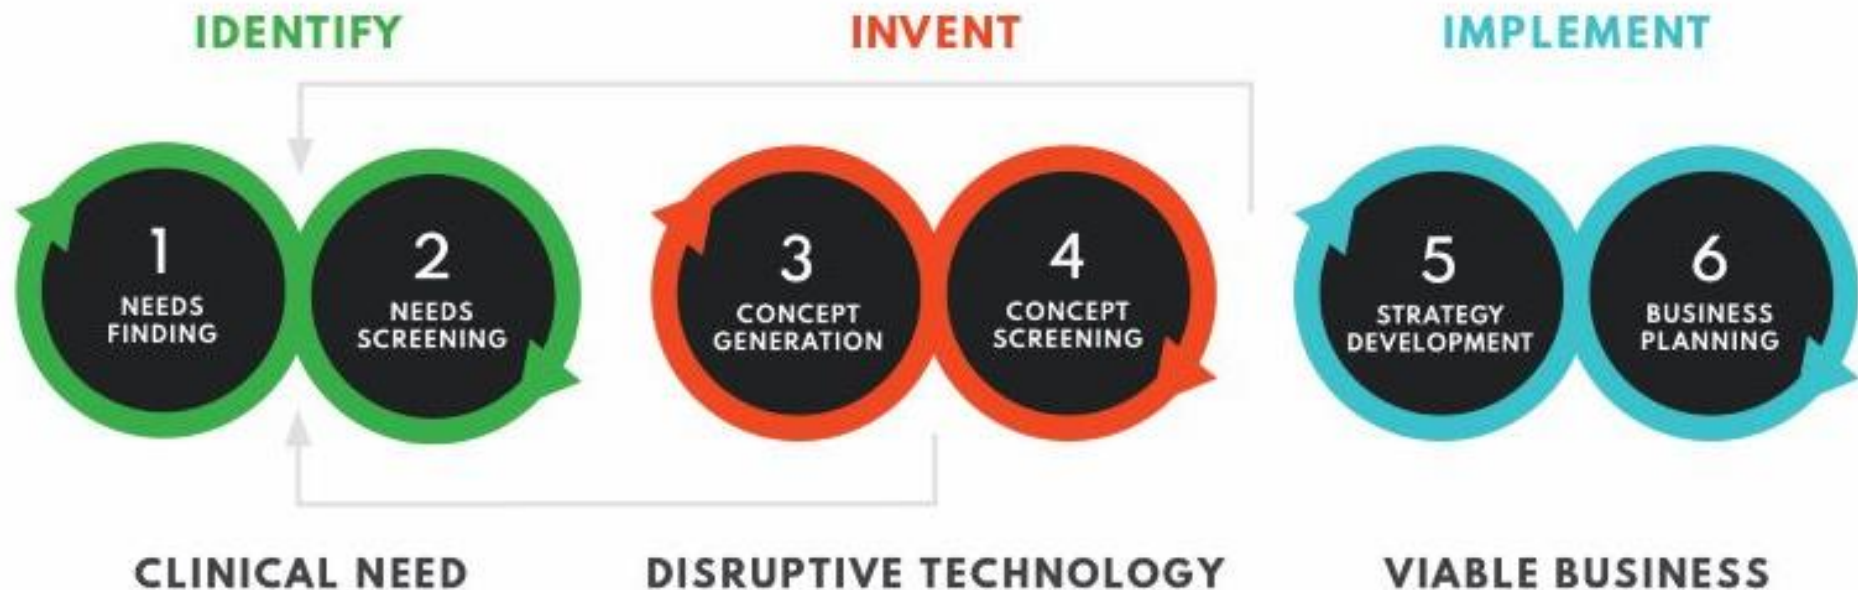 IDENTIFY
INVENT
IMPLEMENT
1
NEEDS
FINDING
2
NEEDS
SCREENING
3
CONCEPT
GENERATION
4
CONCEPT
SCREENING
5
STRATEGY
DEVELOPMENT
6
BUSINESS
PLANNING
CLINICAL NEED
DISRUPTIVE TECHNOLOGY
VIABLE BUSINESS